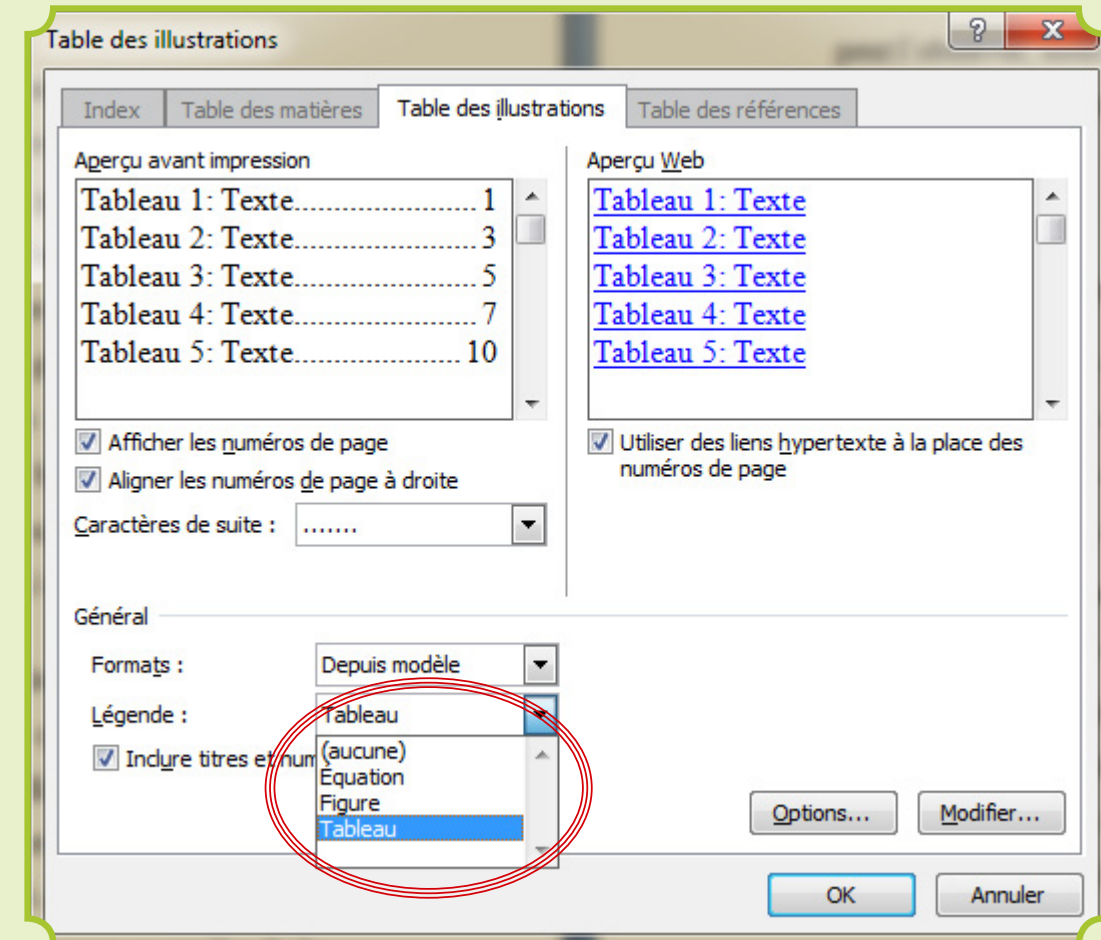 Table des illustrations
Index
Table des matières
Table des illustrations
Table des références
Aperçu avant impression
Tableau 1: Texte....................... 1
Tableau 2: Texte....................... 3
Tableau 3: Texte....................... 5
Tableau 4: Texte....................... 7
Tableau 5: Texte..................... 10
Aperçu Web
Tableau 1: Texte
Tableau 2: Texte
Tableau 3: Texte
Tableau 4: Texte
Tableau 5: Texte
Afficher les numéros de page
Aligner les numéros de page à droite
Caractères de suite : .......
Utiliser des liens hypertexte à la place des
numéros de page
Général
Formats : Depuis modèle
Légende : Tableau
Inclure titres et num
(aucune)
Équation
Figure
Tableau
Options...
Modifier...
OK
Annuler